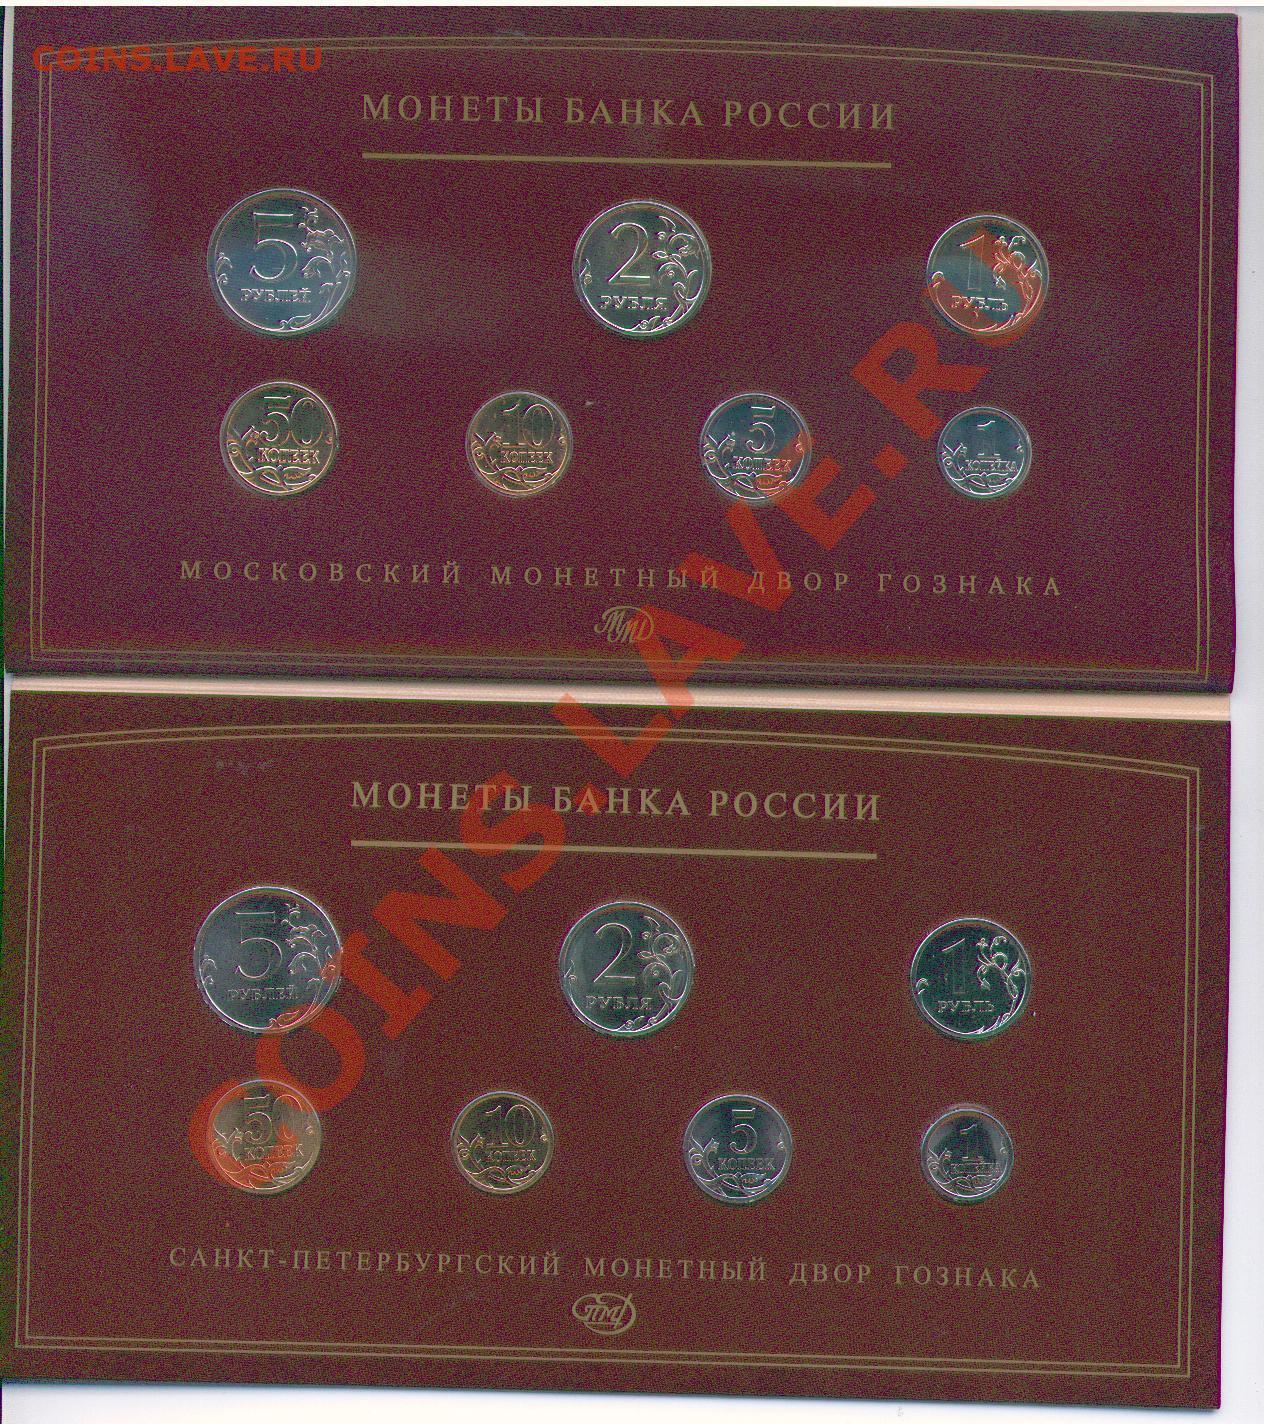 COINS.LAVE.RU
МОНЕТЫ БАНКА РОССИИ
5 РУБЛЕЙ
2 РУБЛЯ
1 РУБЛЬ
50 КОПЕЕК
10 КОПЕЕК
5 КОПЕЕК
1 КОПЕЙКА
МОСКОВСКИЙ МОНЕТНЫЙ ДВОР ГОЗНАКА
ММД
COINS.LAVE.RU
МОНЕТЫ БАНКА РОССИИ
5 РУБЛЕЙ
2 РУБЛЯ
1 РУБЛЬ
50 КОПЕЕК
10 КОПЕЕК
5 КОПЕЕК
1 КОПЕЙКА
САНКТ-ПЕТЕРБУРГСКИЙ МОНЕТНЫЙ ДВОР ГОЗНАКА
СПМД